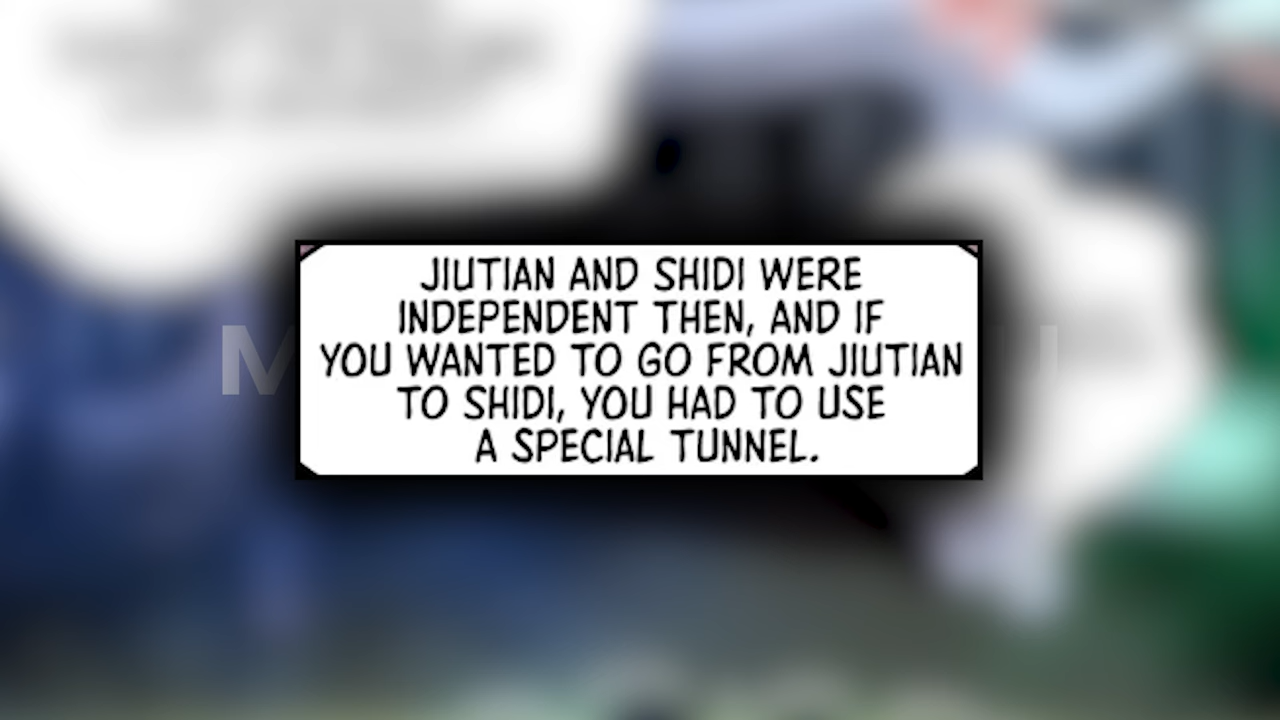 JIUTIAN AND SHIDI WERE
INDEPENDENT THEN, AND IF
YOU WANTED TO GO FROM JIUTIAN
TO SHIDI, YOU HAD TO USE
A SPECIAL TUNNEL.